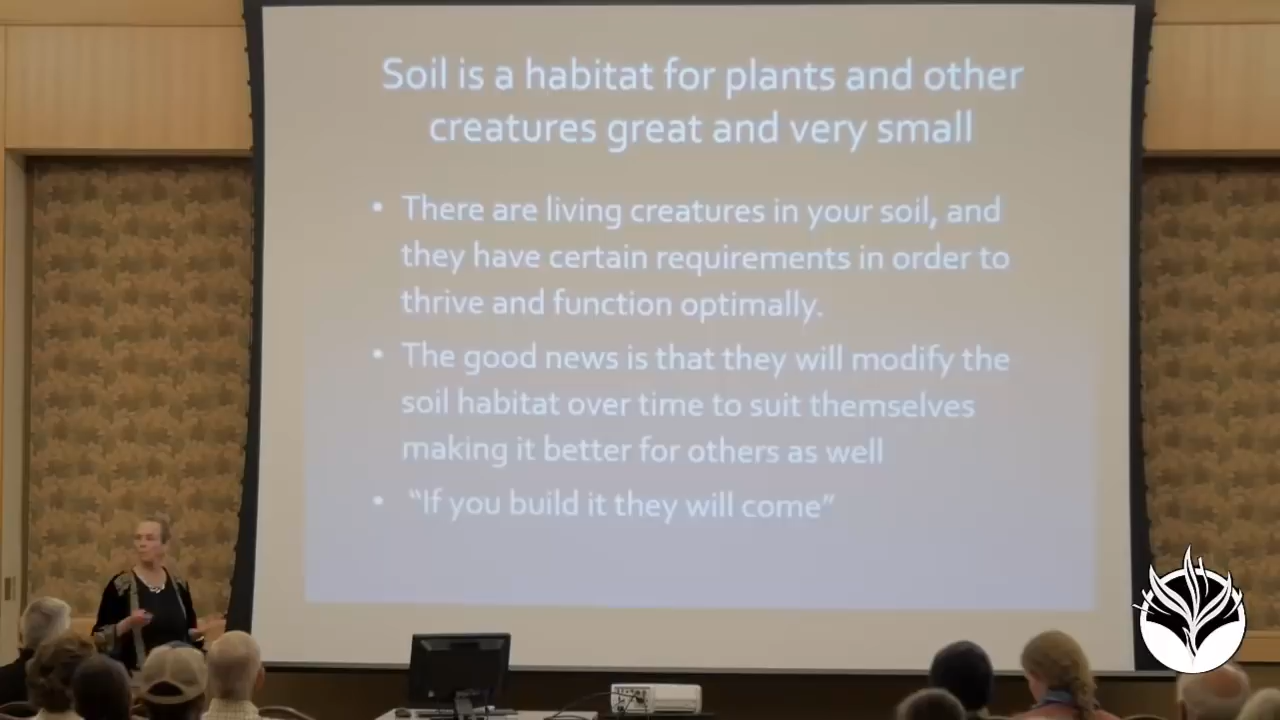 Soil is a habitat for plants and other
creatures great and very small
• There are living creatures in your soil, and
they have certain requirements in order to
thrive and function optimally.
• The good news is that they will modify the
soil habitat over time to suit themselves
making it better for others as well
• “If you build it they will come”